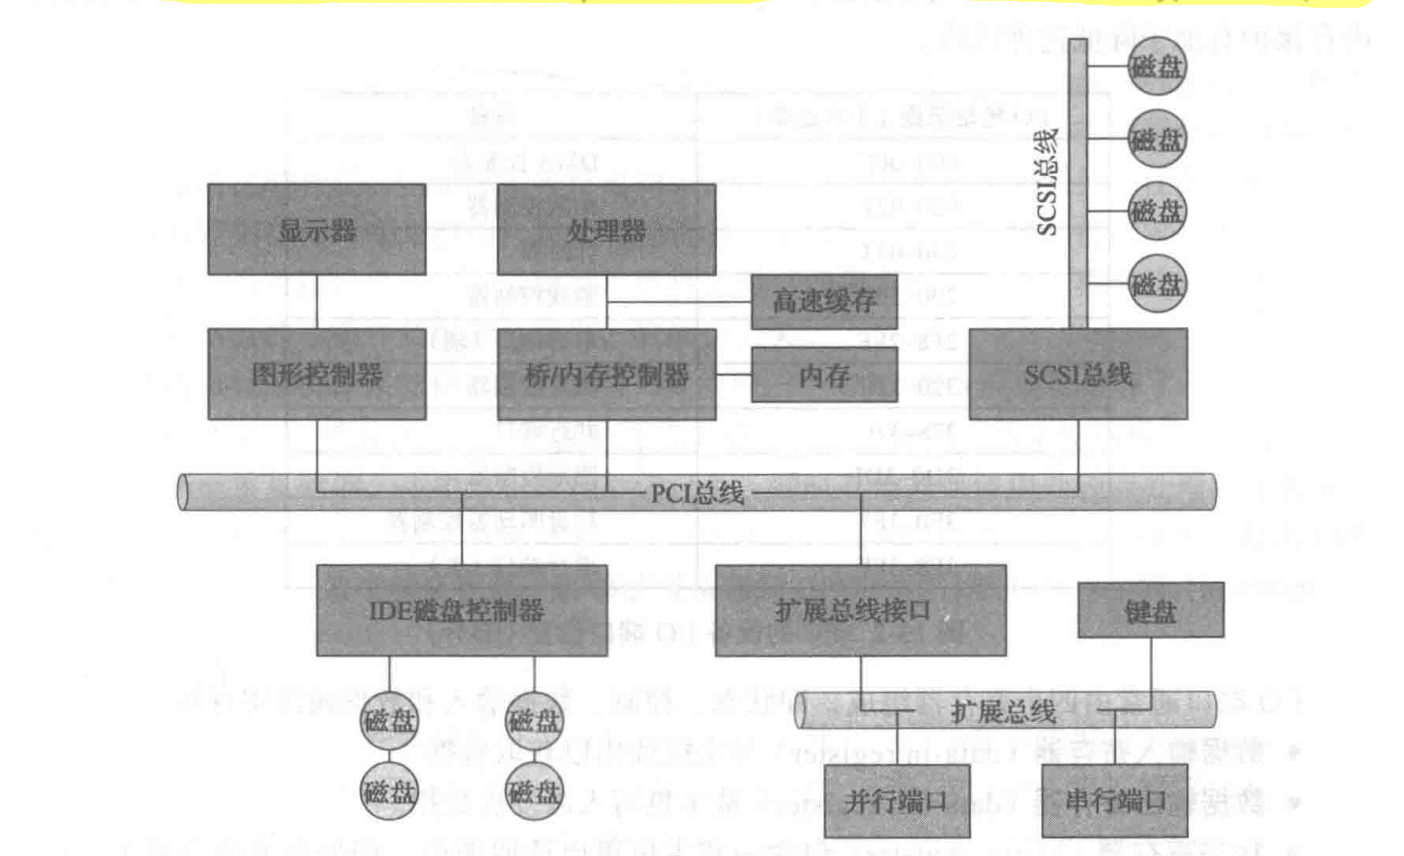 磁盘
磁盘
SCSI总线
磁盘
磁盘
显示器
处理器
高速缓存
图形控制器
桥/内存控制器
内存
SCSI总线
PCI总线
IDE磁盘控制器
扩展总线接口
键盘
磁盘
磁盘
扩展总线
磁盘
磁盘
并行端口
串行端口